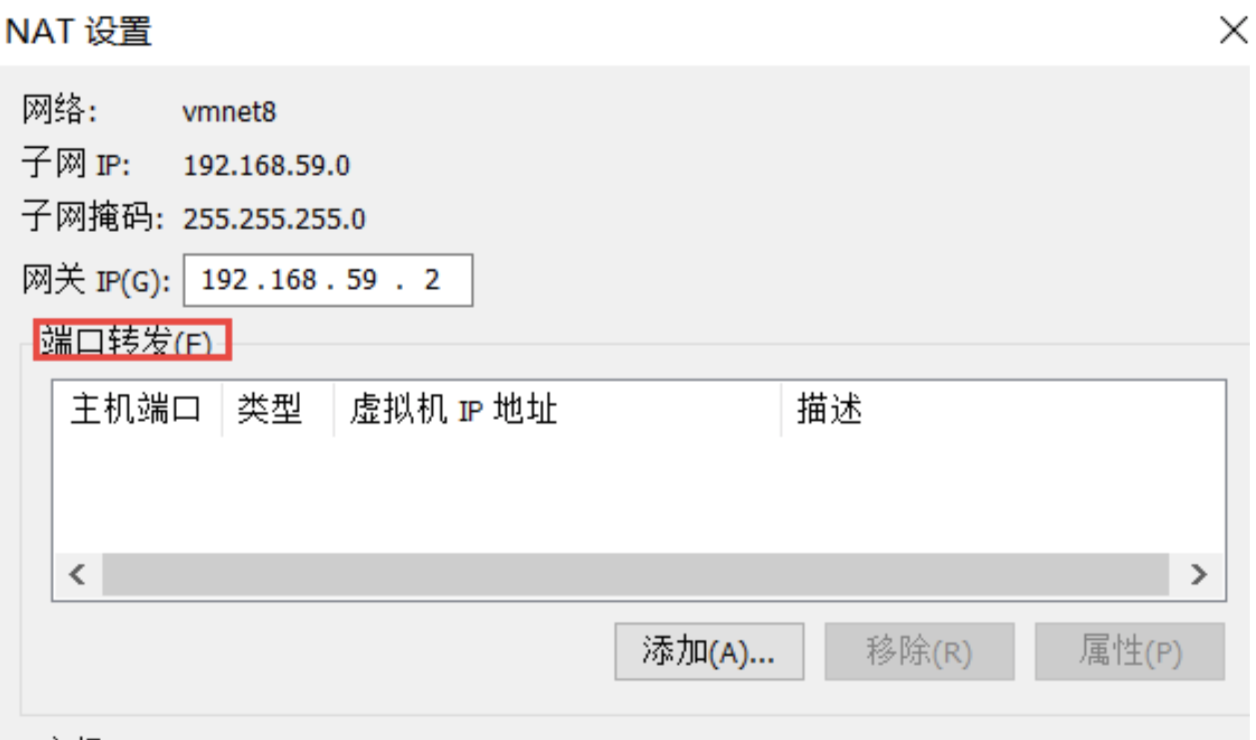 NAT 设置
网络: vmnet8
子网 IP: 192.168.59.0
子网掩码: 255.255.255.0
网关 IP(G): 192 . 168 . 59 . 2
端口转发(F)
主机端口 类型 虚拟机 IP 地址 描述
添加(A)... 移除(R) 属性(P)